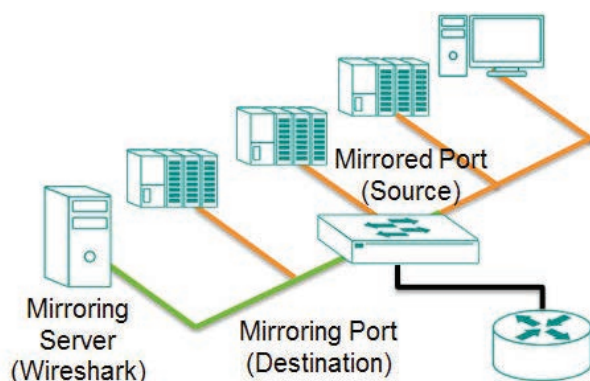 Mirrored Port
(Source)
Mirroring
Server
(Wireshark)
Mirroring Port
(Destination)